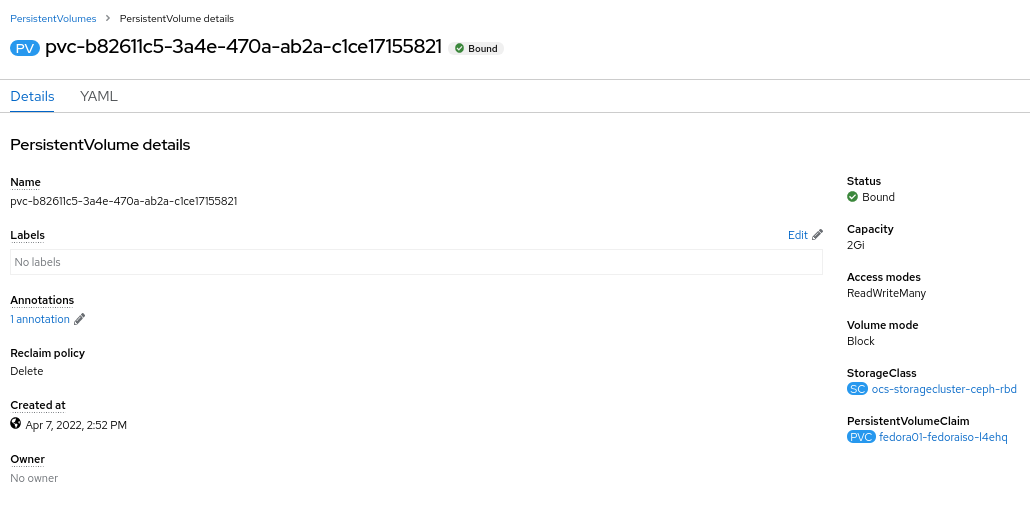 PersistentVolumes > PersistentVolume details
PV pvc-b82611c5-3a4e-470a-ab2a-c1ce17155821 Bound
Details YAML
PersistentVolume details
Name
pvc-b82611c5-3a4e-470a-ab2a-c1ce17155821
Labels Edit
No labels
Annotations
1 annotation
Reclaim policy
Delete
Created at
Apr 7, 2022, 2:52 PM
Owner
No owner
Status
Bound
Capacity
2Gi
Access modes
ReadWriteMany
Volume mode
Block
StorageClass
SC ocs-storagecluster-ceph-rbd
PersistentVolumeClaim
PVC fedora01-fedoraiso-l4ehq